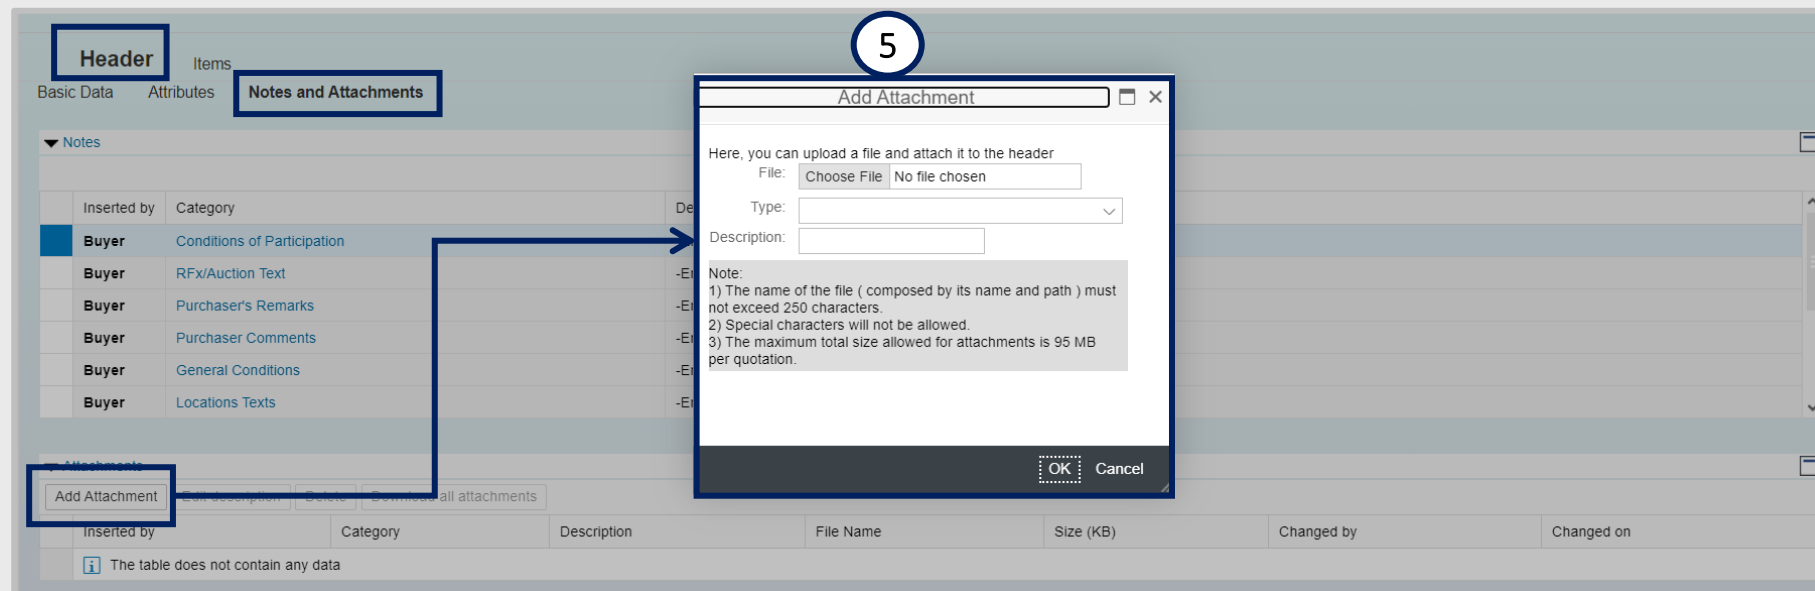 5
Header Items
Basic Data Attributes Notes and Attachments
Add Attachment
Notes
Here, you can upload a file and attach it to the header
File: Choose File No file chosen
Type:
Description:
Note:
1) The name of the file ( composed by its name and path ) must
not exceed 250 characters.
2) Special characters will not be allowed.
3) The maximum total size allowed for attachments is 95 MB
per quotation.
OK Cancel
Inserted by Category
Buyer Conditions of Participation
Buyer RFx/Auction Text
Buyer Purchaser's Remarks
Buyer Purchaser Comments
Buyer General Conditions
Buyer Locations Texts
Attachments
Add Attachment Edit description Delete Download all attachments
Inserted by Category Description File Name Size (KB) Changed by Changed on
The table does not contain any data